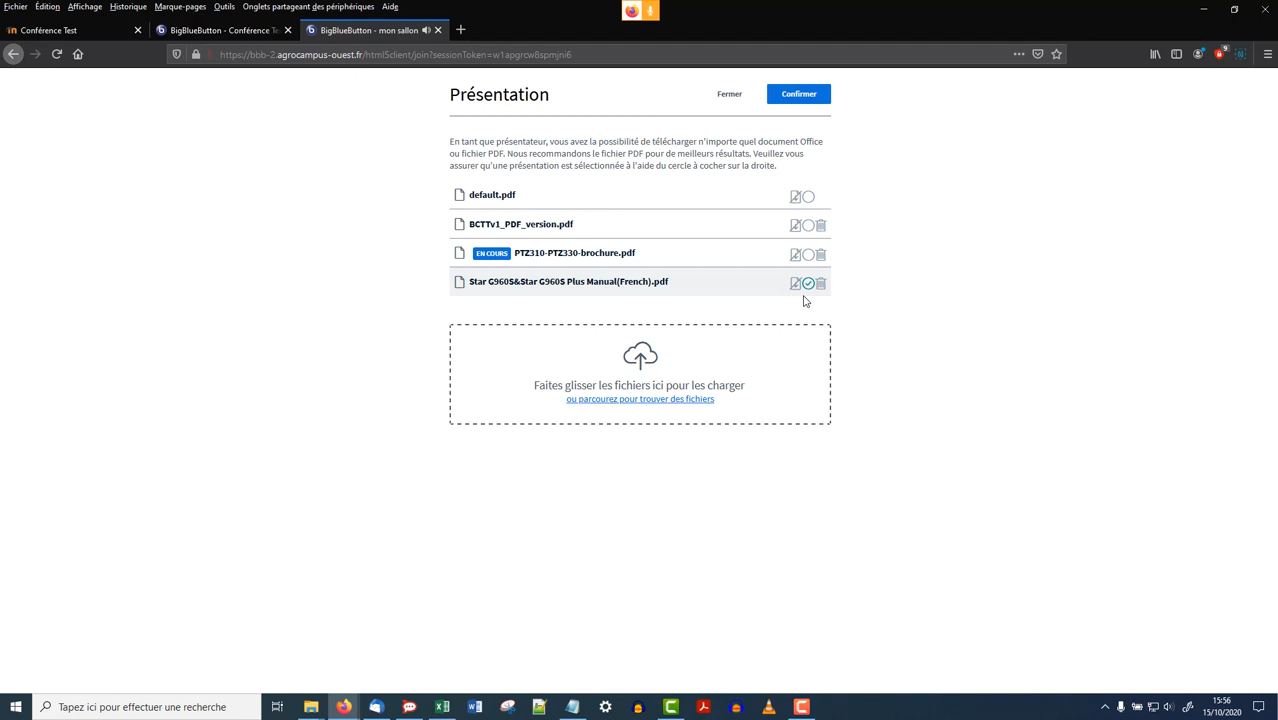 Fichier Édition Affichage Historique Marque-pages Outils Onglets partageant des périphériques Aide
Conférence Test BigBlueButton - Conférence Te BigBlueButton - mon sallon
https://bbb-2.agrocampus-ouest.fr/html5client/join?sessionToken=w1apgrow8spmjni6
9
Présentation Fermer Confirmer
En tant que présentateur, vous avez la possibilité de télécharger n'importe quel document Office
ou fichier PDF. Nous recommandons le fichier PDF pour de meilleurs résultats. Veuillez vous
assurer qu'une présentation est sélectionnée à l'aide du cercle à cocher sur la droite.
default.pdf
BCTTv1_PDF_version.pdf
EN COURS PTZ310-PTZ330-brochure.pdf
Star G960S&Star G960S Plus Manual(French).pdf
Faites glisser les fichiers ici pour les charger
ou parcourez pour trouver des fichiers
Tapez ici pour effectuer une recherche
15:56
15/10/2020